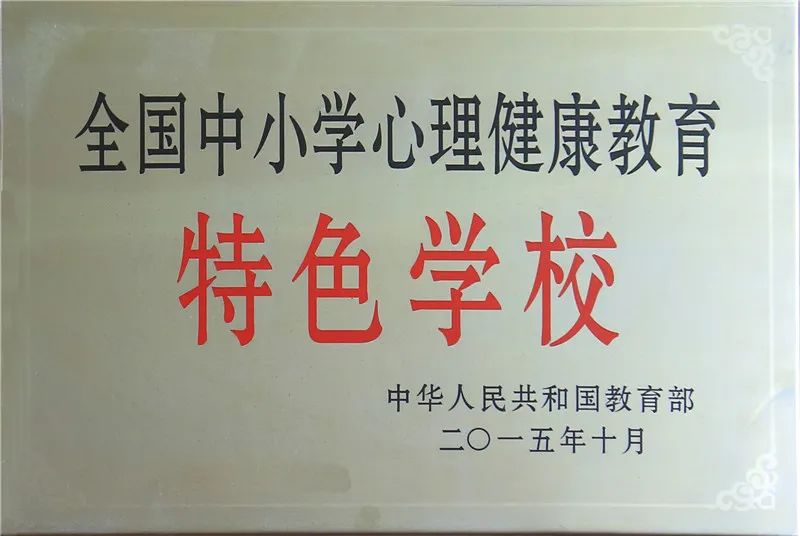 全国中小学心理健康教育
特色学校
中华人民共和国教育部
二〇一五年十月